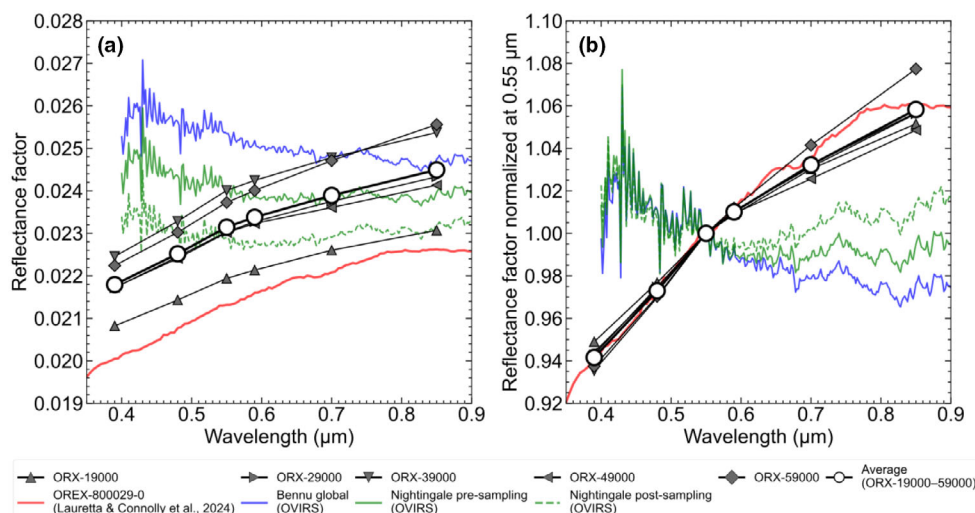 (a)
(b)
Reflectance factor
0.028
0.027
0.026
0.025
0.024
0.023
0.022
0.021
0.020
0.019
0.4 0.5 0.6 0.7 0.8 0.9
Wavelength (μm)
Reflectance factor normalized at 0.55 μm
1.10
1.08
1.06
1.04
1.02
1.00
0.98
0.96
0.94
0.92
0.4 0.5 0.6 0.7 0.8 0.9
Wavelength (μm)
ORX-19000 ORX-29000 ORX-39000 ORX-49000 ORX-59000 Average
(ORX-19000–59000)
OREX-800029-0 Bennu global Nightingale pre-sampling Nightingale post-sampling
(Lauretta & Connolly et al., 2024) (OVIRS) (OVIRS) (OVIRS)